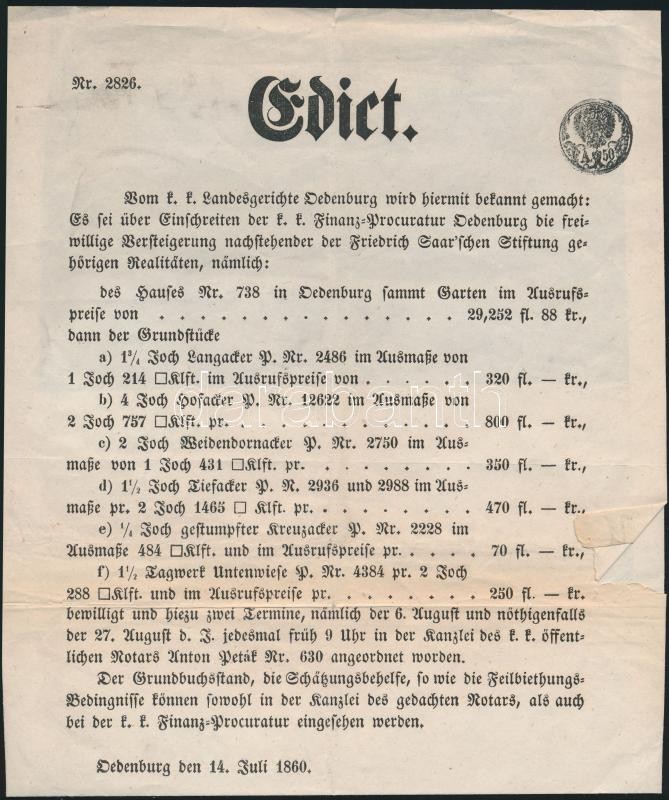 Nr. 2826.
Edict.
A 50
Vom k. k. Landesgerichte Oedenburg wird hiermit bekannt gemacht:
Es sei über Einschreiten der k. k. Finanz-Procuratur Oedenburg die frei-
willige Versteigerung nachstehender der Friedrich Saar'schen Stiftung ge-
hörigen Realitäten, nämlich:
des Hauses Nr. 738 in Oedenburg sammt Garten im Ausrufs-
preise von . . . . . . . . . . . . . . . . 29,252 fl. 88 kr.,
dann der Grundstücke
a) 1¾ Joch Langacker P. Nr. 2486 im Ausmaße von
1 Joch 214 □Klft. im Ausrufspreise von . . . . . . 320 fl. — kr.,
b) 4 Joch Hofacker P. Nr. 12622 im Ausmaße von
2 Joch 757 □Klft. pr. . . . . . . . . . . . . 800 fl. — kr.,
c) 2 Joch Weidendornacker P. Nr. 2750 im Aus-
maße von 1 Joch 431 □Klft. pr. . . . . . . . . 350 fl. — kr.,
d) 1½ Joch Tiefacker P. N. 2936 und 2988 im Aus-
maße pr. 2 Joch 1465 □ Klft. pr. . . . . . . . . 470 fl. — kr.,
e) ¼ Joch gestumpfter Kreuzacker P. Nr. 2228 im
Ausmaße 484 □Klft. und im Ausrufspreise pr. . . . . 70 fl. — kr.,
f) 1½ Tagwerk Untenwiese P. Nr. 4384 pr. 2 Joch
288 □Klft. und im Ausrufspreise pr. . . . . . . . 250 fl. — kr.
bewilligt und hiezu zwei Termine, nämlich der 6. August und nöthigenfalls
der 27. August d. J. jedesmal früh 9 Uhr in der Kanzlei des k. k. öffent-
lichen Notars Anton Peták Nr. 630 angeordnet worden.
Der Grundbuchsstand, die Schätzungsbehelfe, so wie die Feilbiethungs-
Bedingnisse können sowohl in der Kanzlei des gedachten Notars, als auch
bei der k. k. Finanz-Procuratur eingesehen werden.
Oedenburg den 14. Juli 1860.
darabanth